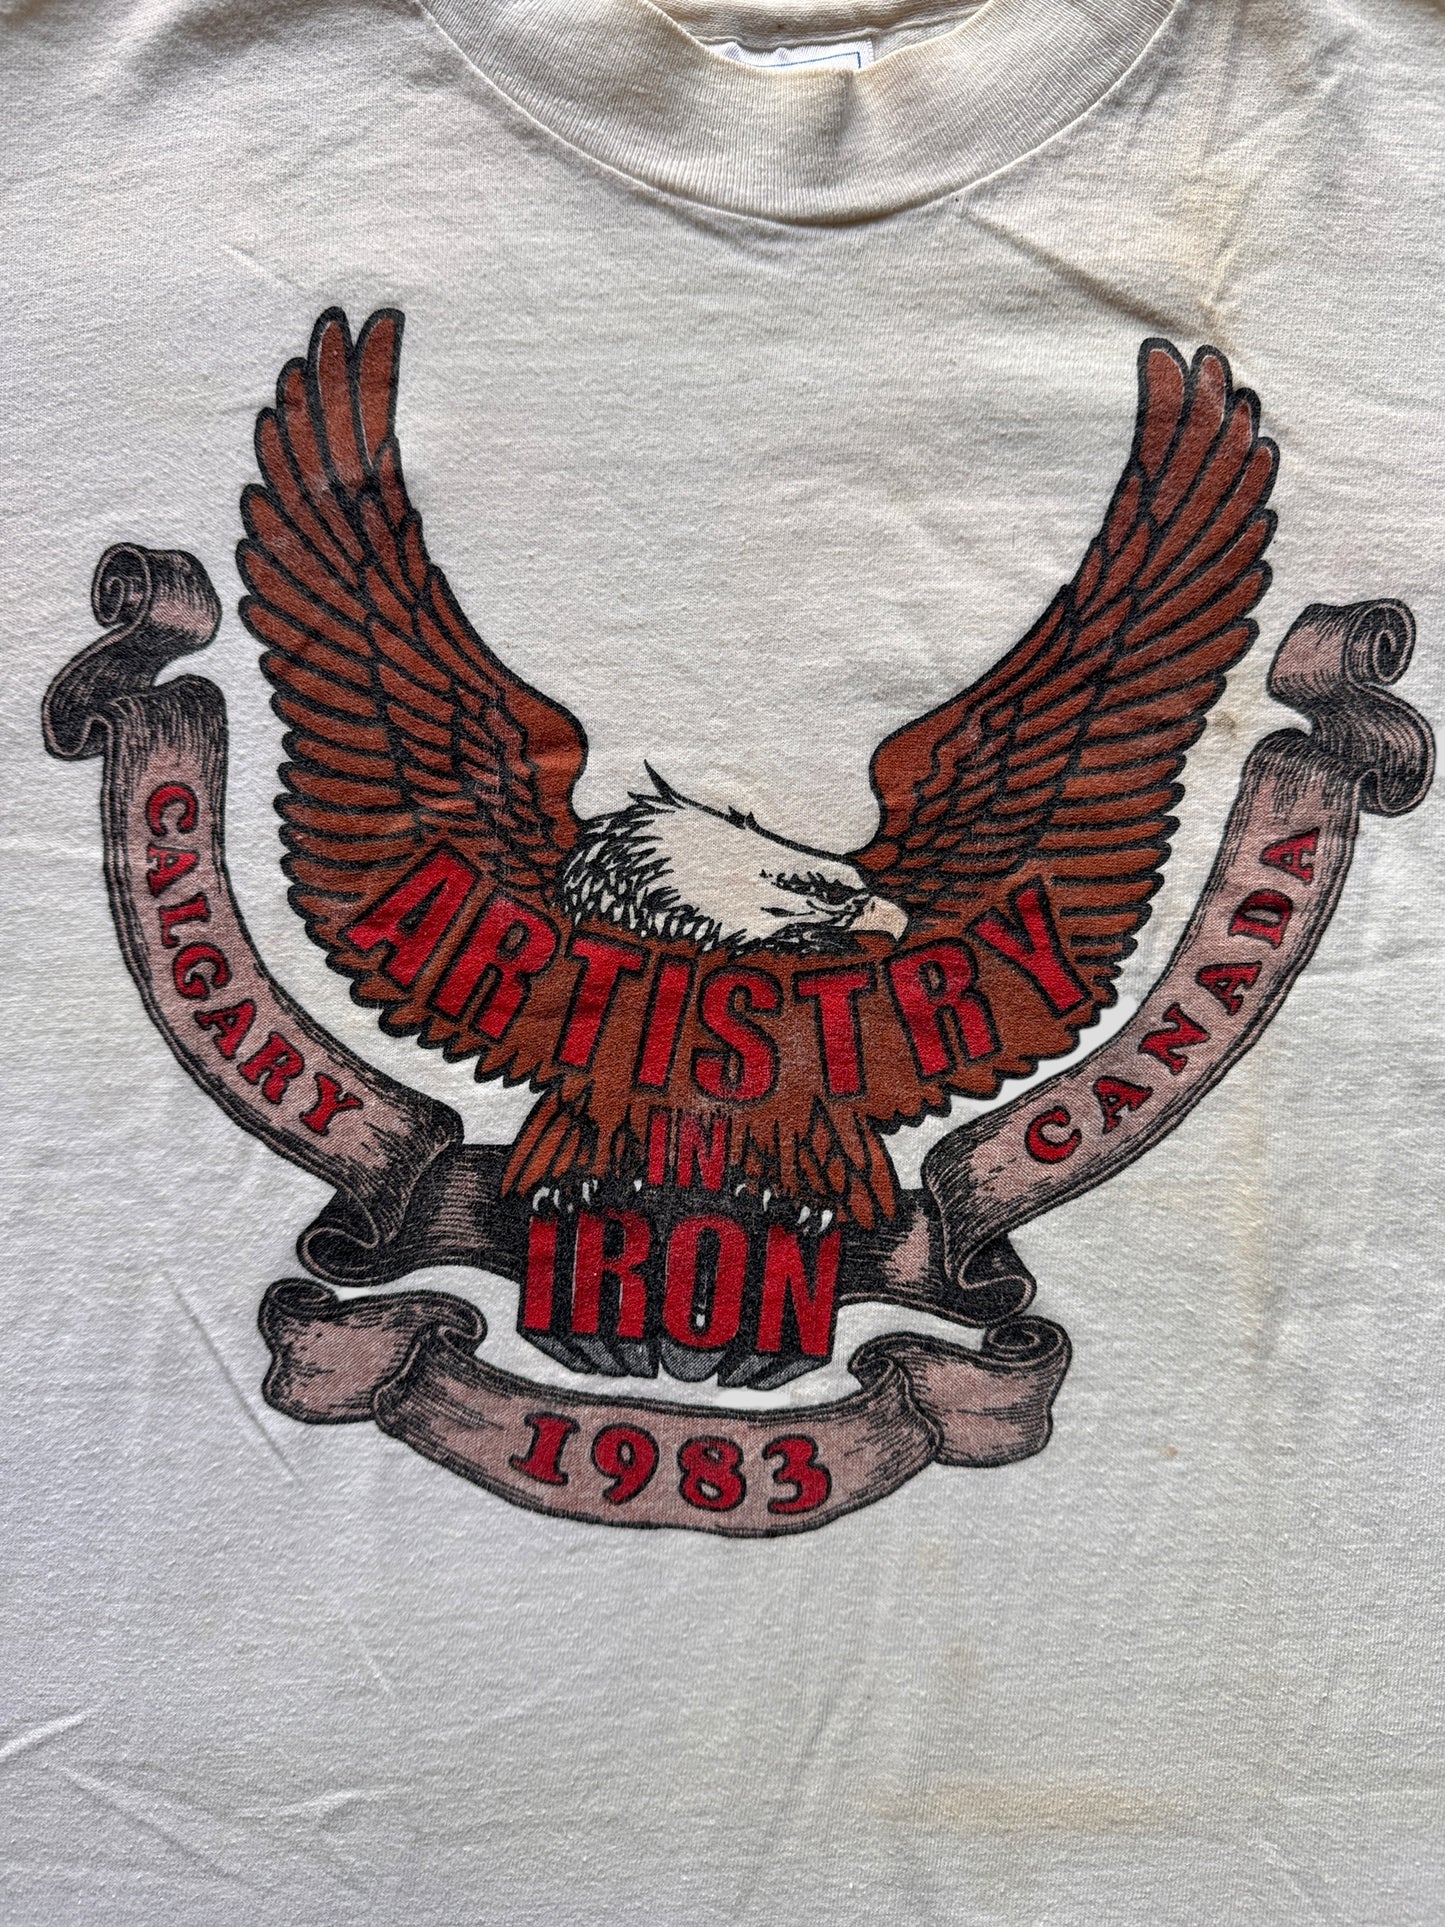 ARTISTRY
IN
IRON
CALGARY
CANADA
1983